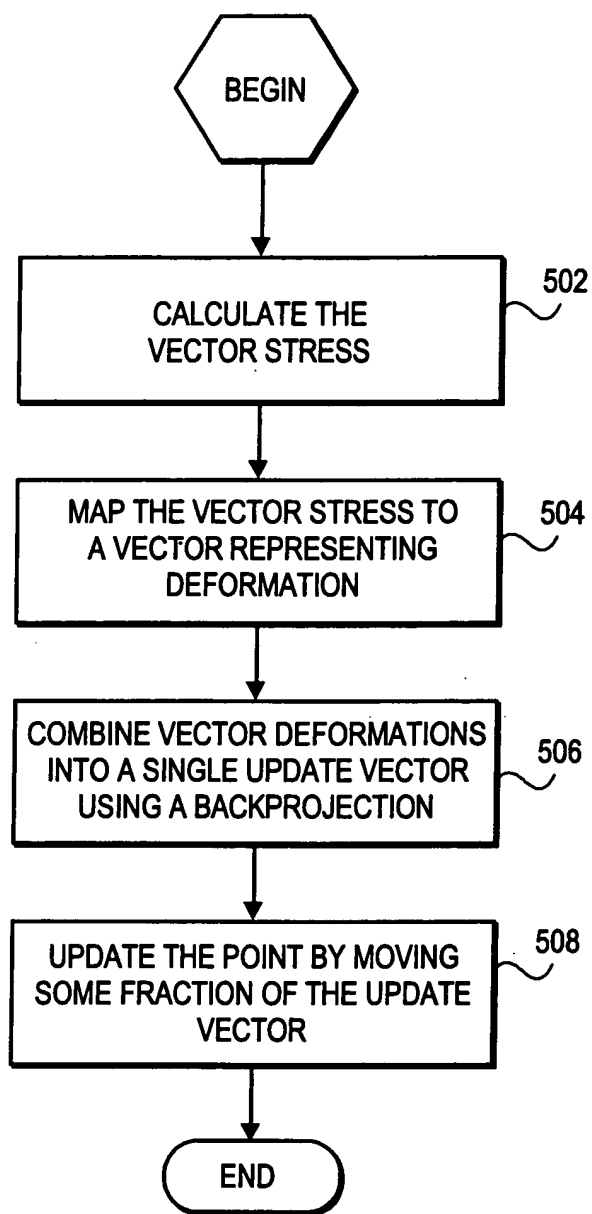 BEGIN
502
CALCULATE THE
VECTOR STRESS.
MAP THE VECTOR STRESS TO
504
A VECTOR REPRESENTING
DEFORMATION
COMBINE VECTOR DEFORMATIONS
INTO A SINGLE UPDATE VECTOR
506
USING A BACKPROJECTION
508
UPDATE THE POINT BY MOVING
SOME FRACTION OF THE UPDATE
VECTOR
END